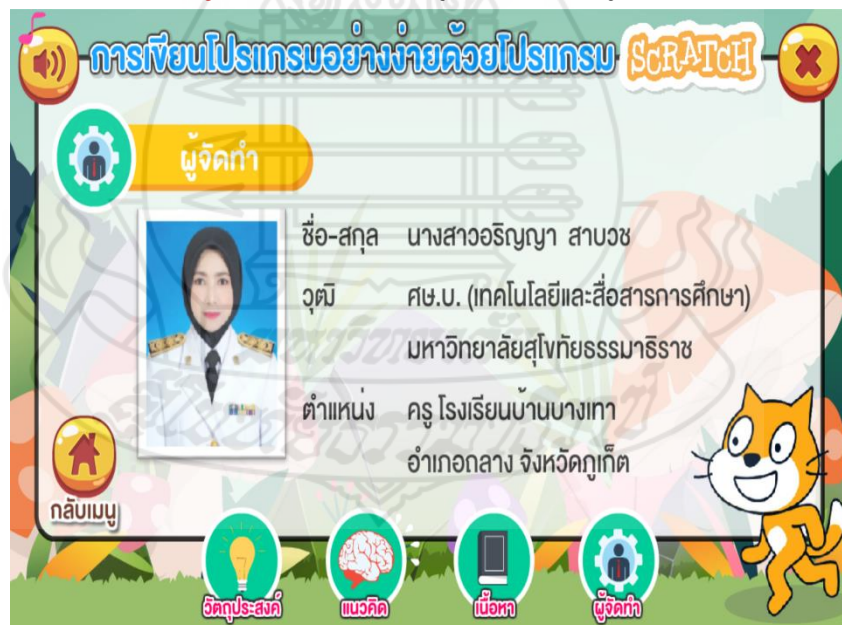 การเขียนโปรแกรมอย่างง่ายด้วยโปรแกรม SCRATCH
ผู้จัดทำ
ชื่อ-สกุล นางสาวอริญญา สาบวช
วุฒิ ศษ.บ. (เทคโนโลยีและสื่อสารการศึกษา)
มหาวิทยาลัยสุโขทัยธรรมาธิราช
ตำแหน่ง ครู โรงเรียนบ้านบางเทา
อำเภอถลาง จังหวัดภูเก็ต
กลับเมนู
วัตถุประสงค์ แนวคิด เนื้อหา ผู้จัดทำ